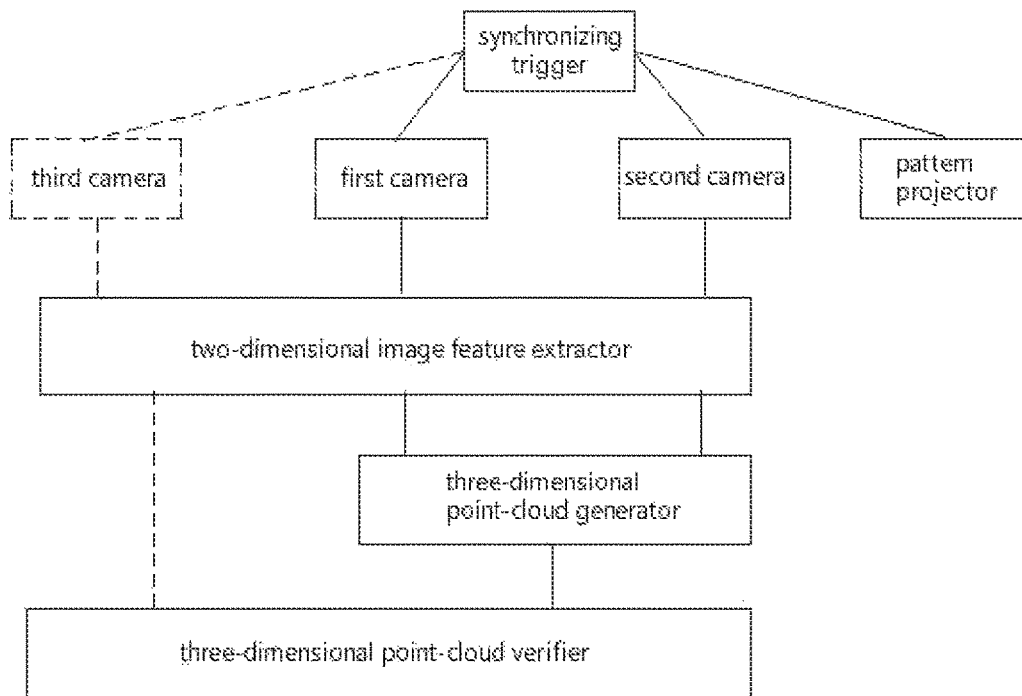 synchronizing
trigger
third camera
first camera
second camera
pattern
projector
two-dimensional image feature extractor
three-dimensional
point-cloud generator
three-dimensional point-cloud verifier